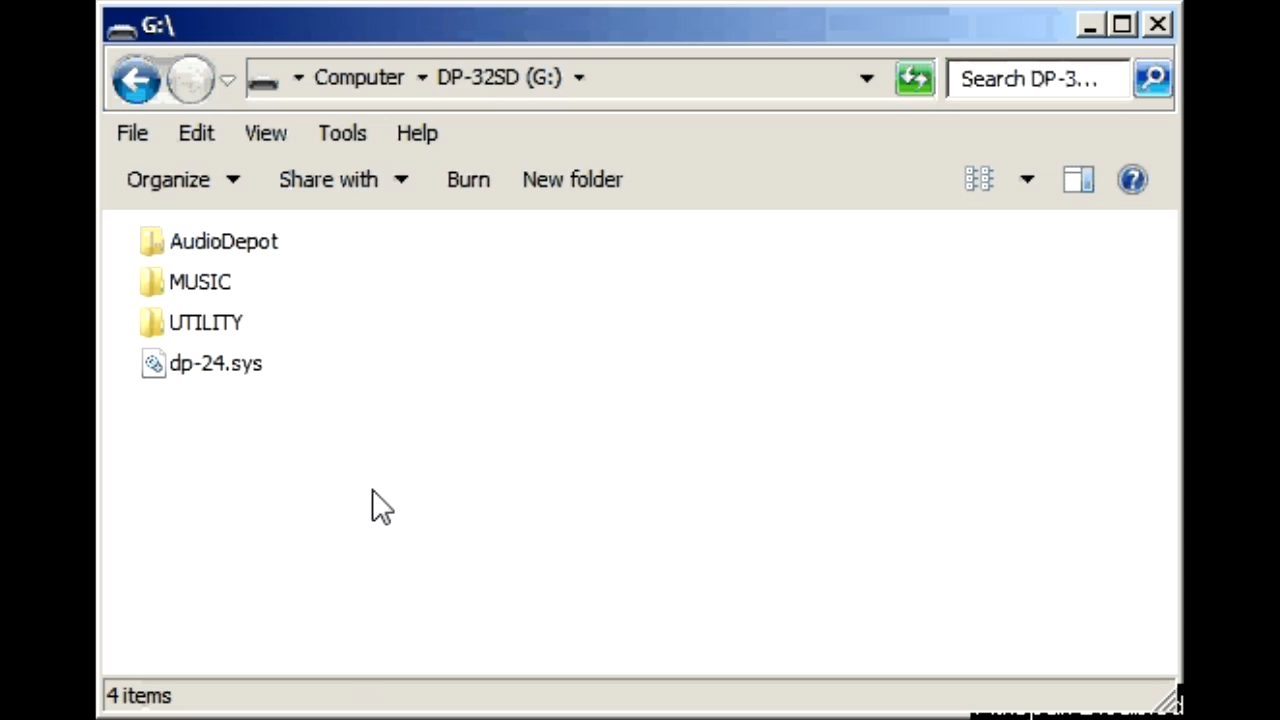 G:\
Computer DP-32SD (G:)
Search DP-3...
File Edit View Tools Help
Organize Share with Burn New folder
AudioDepot
MUSIC
UTILITY
dp-24.sys
4 items